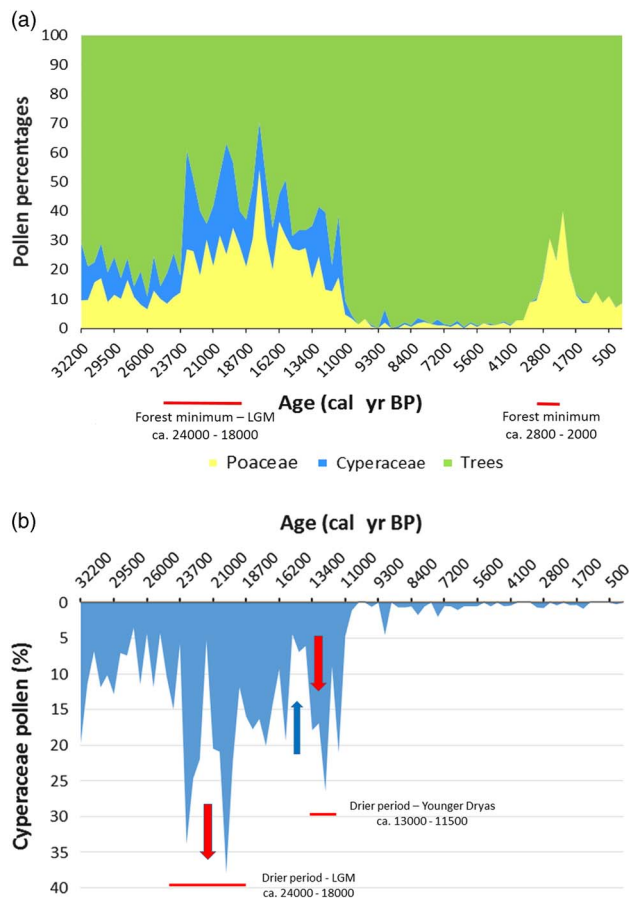 (a)
100
90
80
70
60
50
40
30
20
10
0
Pollen percentages
32200 29500 26000 23700 21000 18700 16200 13400 11000 9300 8400 7200 5600 4100 2800 1700 500
Age (cal yr BP)
Forest minimum – LGM
ca. 24000 - 18000
Forest minimum
ca. 2800 - 2000
Poaceae Cyperaceae Trees
(b)
Age (cal yr BP)
32200 29500 26000 23700 21000 18700 16200 13400 11000 9300 8400 7200 5600 4100 2800 1700 500
0
5
10
15
20
25
30
35
40
Cyperaceae pollen (%)
Drier period – Younger Dryas
ca. 13000 - 11500
Drier period - LGM
ca. 24000 - 18000